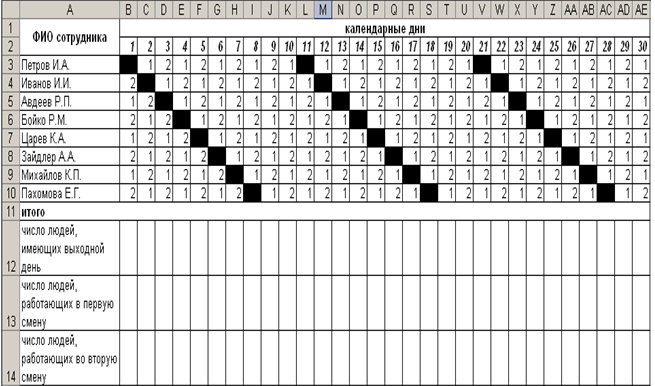 A B C D E F G H I J K L M N O P Q R S T U V W X Y Z AA AB AC AD AE
1 ФИО сотрудника календарные дни
2 1 2 3 4 5 6 7 8 9 10 11 12 13 14 15 16 17 18 19 20 21 22 23 24 25 26 27 28 29 30
3 Петров И.А. 1 2 1 2 1 2 1 2 1 1 2 1 2 1 2 1 2 1 1 2 1 2 1 2 1 2 1
4 Иванов И.И. 2 1 2 1 2 1 2 1 2 1 1 2 1 2 1 2 1 2 1 1 2 1 2 1 2 1 2
5 Авдеев Р.П. 1 2 1 2 1 2 1 2 1 2 1 1 2 1 2 1 2 1 2 1 1 2 1 2 1 2 1
6 Бойко Р.М. 2 1 2 1 2 1 2 1 2 1 2 1 1 2 1 2 1 2 1 2 1 1 2 1 2 1 2
7 Царев К.А. 1 2 1 2 1 2 1 2 1 2 1 2 1 1 2 1 2 1 2 1 2 1 1 2 1 2 1
8 Зайдлер А.А. 2 1 2 1 2 1 2 1 2 1 2 1 2 1 1 2 1 2 1 2 1 2 1 1 2 1 2
9 Михайлов К.П. 1 2 1 2 1 2 1 2 1 2 1 2 1 2 1 1 2 1 2 1 2 1 2 1 1 2 1
10 Пахомова Е.Г. 2 1 2 1 2 1 2 1 2 1 2 1 2 1 2 1 1 2 1 2 1 2 1 2 1 1 2
11 итого
число людей,
имеющих выходной
12 день
число людей,
работающих в первую
13 смену
число людей,
работающих во вторую
14 смену